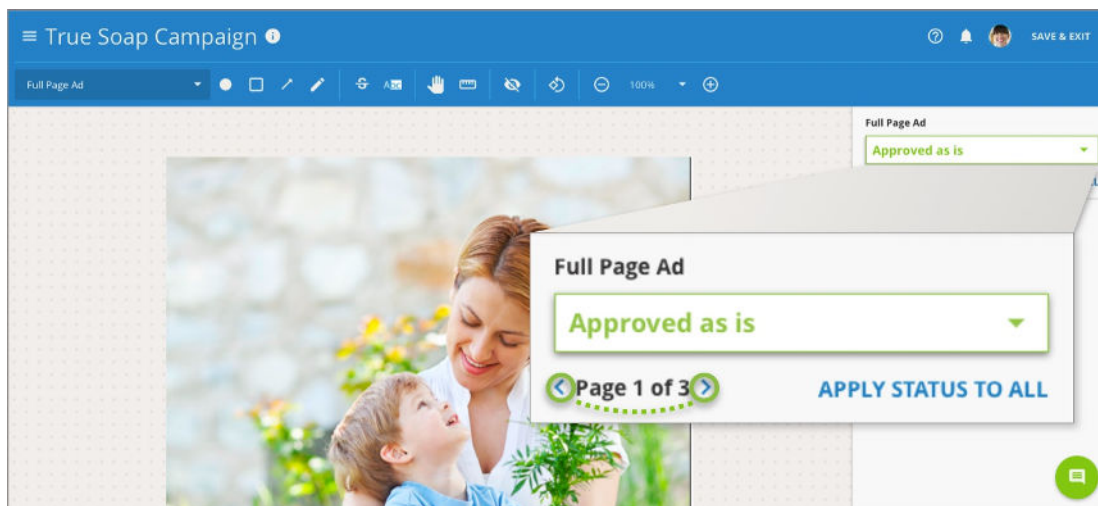 True Soap Campaign
SAVE & EXIT
Full Page Ad
100%
Full Page Ad
Approved as is
Full Page Ad
Approved as is
Page 1 of 3
APPLY STATUS TO ALL